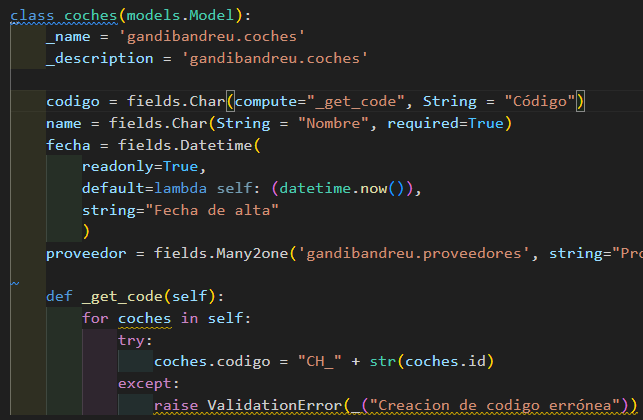 class coches(models.Model):
    _name = 'gandibandreu.coches'
    _description = 'gandibandreu.coches'
    codigo = fields.Char(compute="_get_code", String = "Código")
    name = fields.Char(String = "Nombre", required=True)
    fecha = fields.Datetime(
        readonly=True,
        default=lambda self: (datetime.now()),
        string="Fecha de alta"
        )
    proveedor = fields.Many2one('gandibandreu.proveedores', string="Pro
    def _get_code(self):
        for coches in self:
            try:
                coches.codigo = "CH_" + str(coches.id)
            except:
                raise ValidationError(_("Creacion de codigo errónea"))